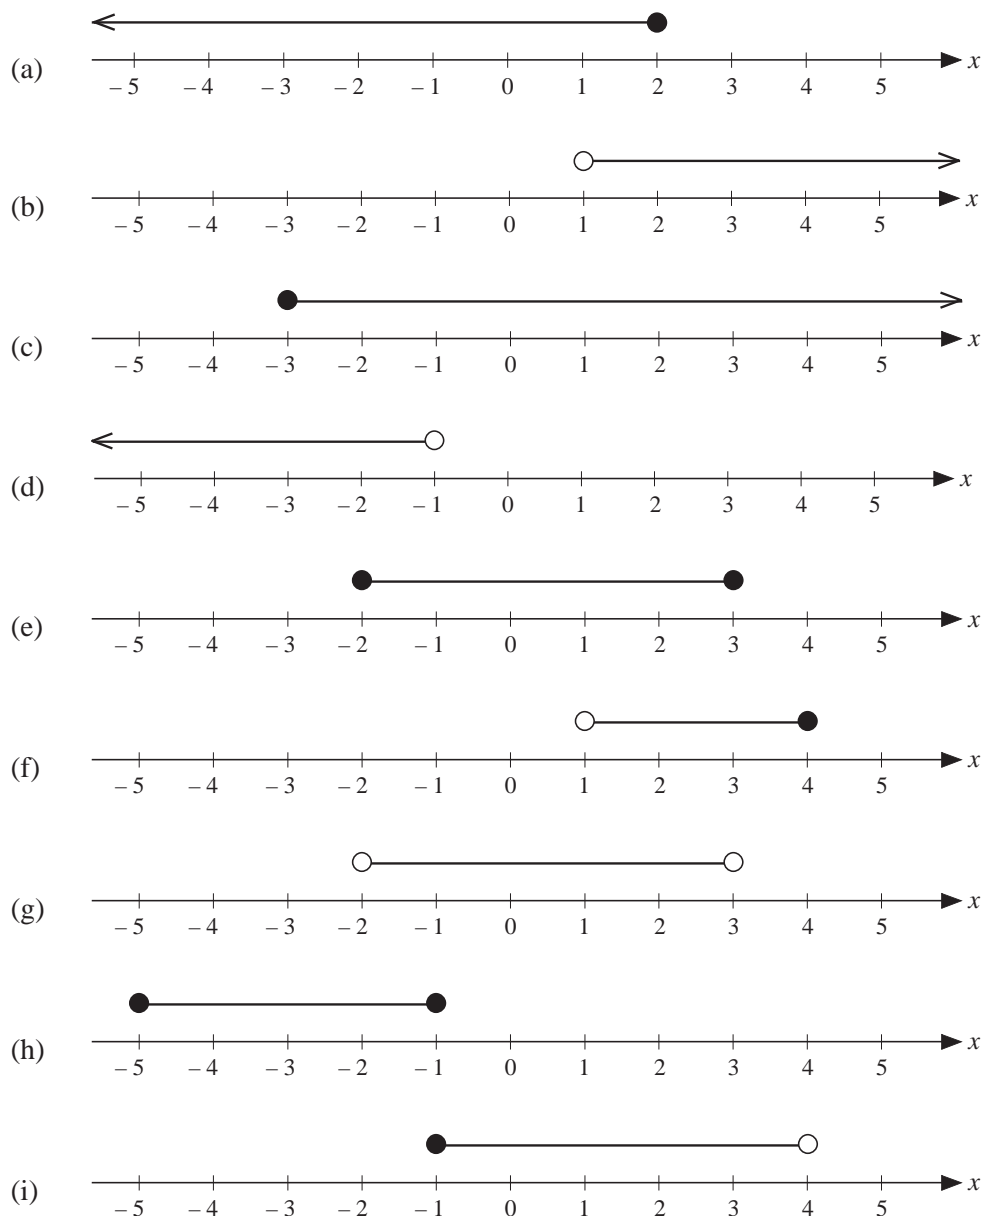 (a) x
– 5 – 4 – 3 – 2 – 1 0 1 2 3 4 5
(b) x
– 5 – 4 – 3 – 2 – 1 0 1 2 3 4 5
(c) x
– 5 – 4 – 3 – 2 – 1 0 1 2 3 4 5
(d) x
– 5 – 4 – 3 – 2 – 1 0 1 2 3 4 5
(e) x
– 5 – 4 – 3 – 2 – 1 0 1 2 3 4 5
(f) x
– 5 – 4 – 3 – 2 – 1 0 1 2 3 4 5
(g) x
– 5 – 4 – 3 – 2 – 1 0 1 2 3 4 5
(h) x
– 5 – 4 – 3 – 2 – 1 0 1 2 3 4 5
(i) x
– 5 – 4 – 3 – 2 – 1 0 1 2 3 4 5